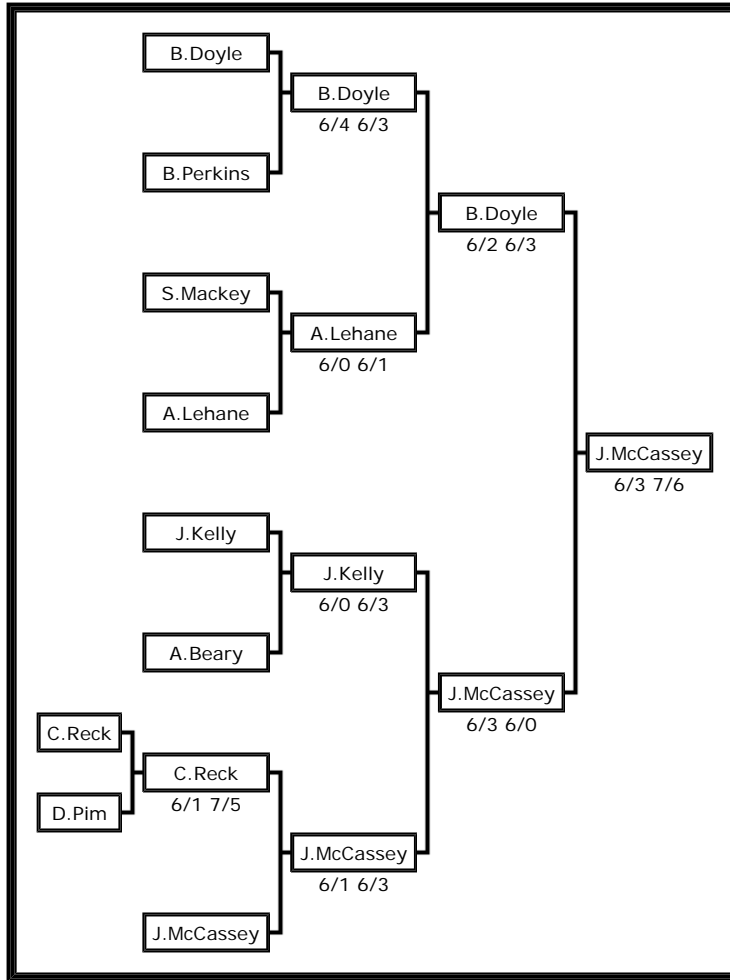 B.Doyle
B.Doyle
6/4 6/3
B.Perkins
B.Doyle
6/2 6/3
S.Mackey
A.Lehane
6/0 6/1
A.Lehane
J.McCassey
6/3 7/6
J.Kelly
J.Kelly
6/0 6/3
A.Beary
J.McCassey
6/3 6/0
C.Reck
C.Reck
6/1 7/5
D.Pim
J.McCassey
6/1 6/3
J.McCassey